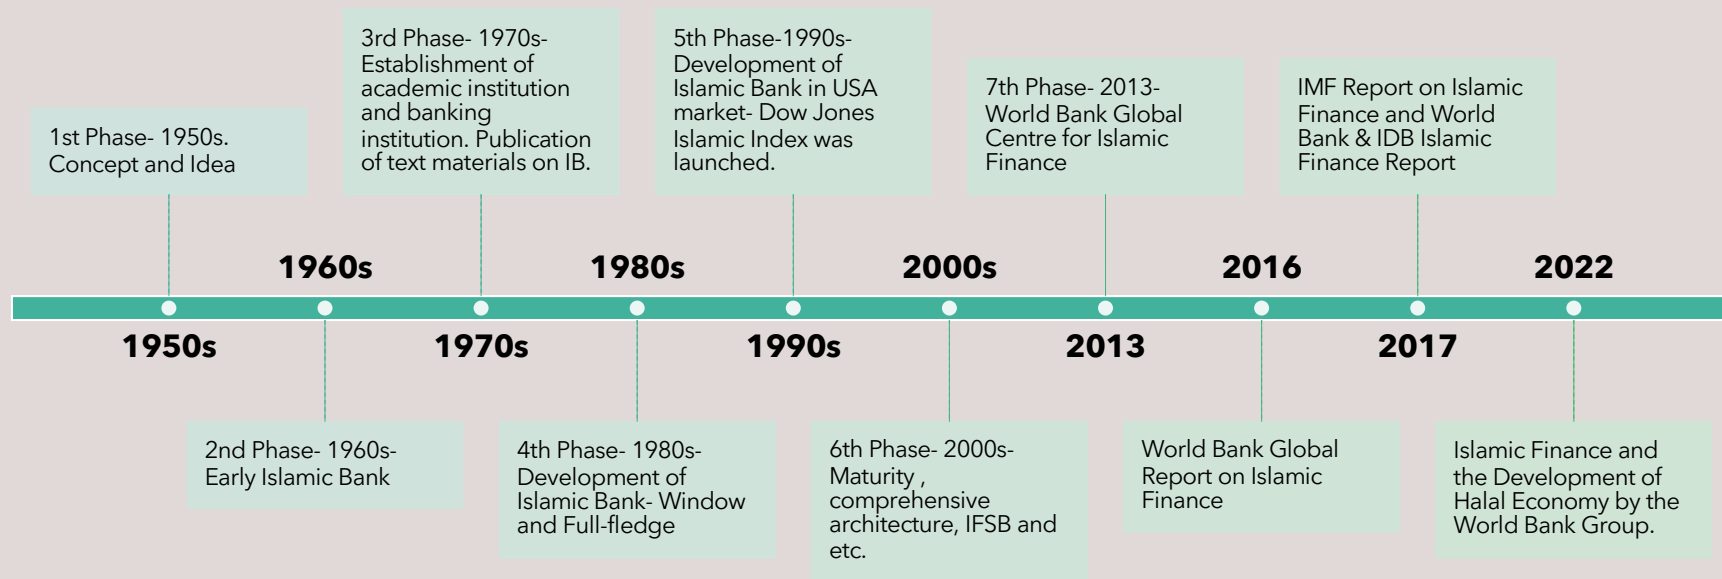 3rd Phase- 1970s-
Establishment of
academic institution
and banking
institution. Publication
of text materials on IB.
5th Phase-1990s-
Development of
Islamic Bank in USA
market- Dow Jones
Islamic Index was
launched.
7th Phase- 2013-
World Bank Global
Centre for Islamic
Finance
IMF Report on Islamic
Finance and World
Bank & IDB Islamic
Finance Report
1st Phase- 1950s.
Concept and Idea
1960s
1980s
2000s
2016
2022
1950s
1970s
1990s
2013
2017
2nd Phase- 1960s-
Early Islamic Bank
4th Phase- 1980s-
Development of
Islamic Bank- Window
and Full-fledge
6th Phase- 2000s-
Maturity ,
comprehensive
architecture, IFSB and
etc.
World Bank Global
Report on Islamic
Finance
Islamic Finance and
the Development of
Halal Economy by the
World Bank Group.